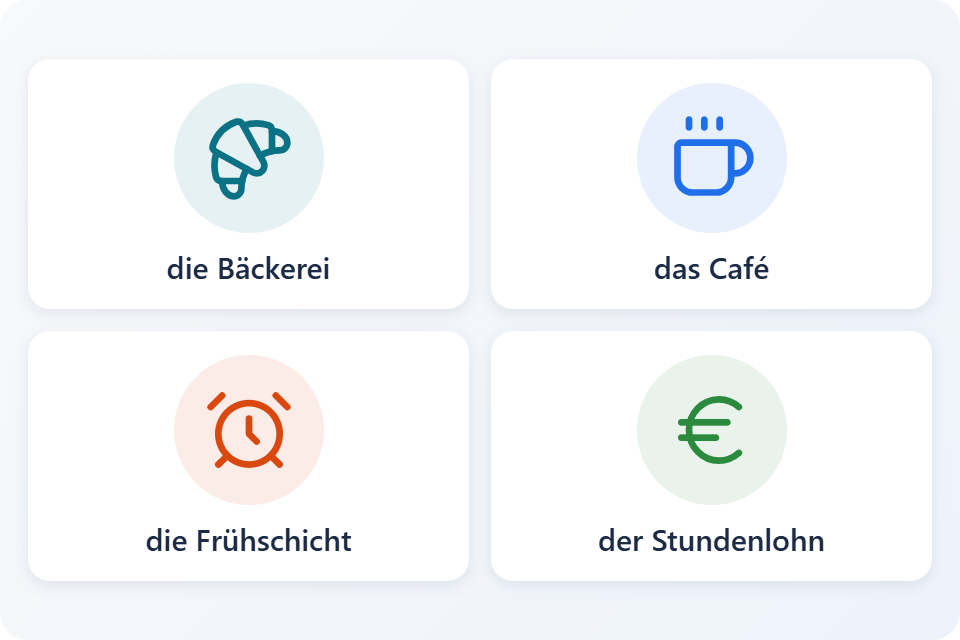 die Bäckerei
das Café
die Frühschicht
der Stundenlohn